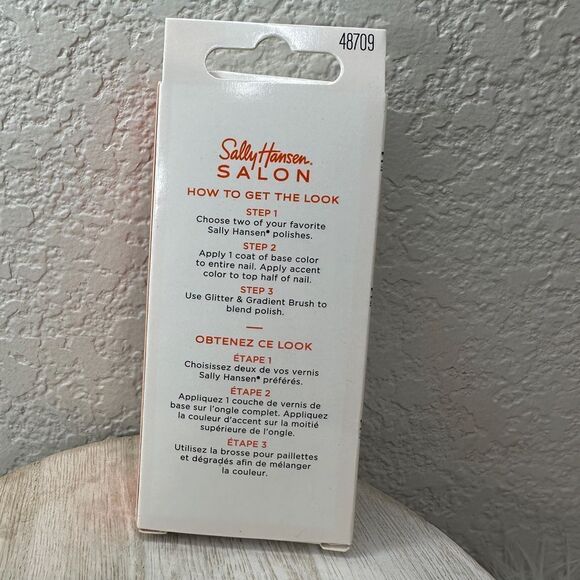 48709
Sally Hansen®
SALON
HOW TO GET THE LOOK
STEP 1
Choose two of your favorite
Sally Hansen® polishes.
STEP 2
Apply 1 coat of base color
to entire nail. Apply accent
color to top half of nail.
STEP 3
Use Glitter & Gradient Brush to
blend polish.
OBTENEZ CE LOOK
ÉTAPE 1
Choisissez deux de vos vernis
Sally Hansen® préférés.
ÉTAPE 2
Appliquez 1 couche de vernis de
base sur l'ongle complet. Appliquez
la couleur d'accent sur la moitié
supérieure de l'ongle.
ÉTAPE 3
Utilisez la brosse pour paillettes
et dégradés afin de mélanger
la couleur.